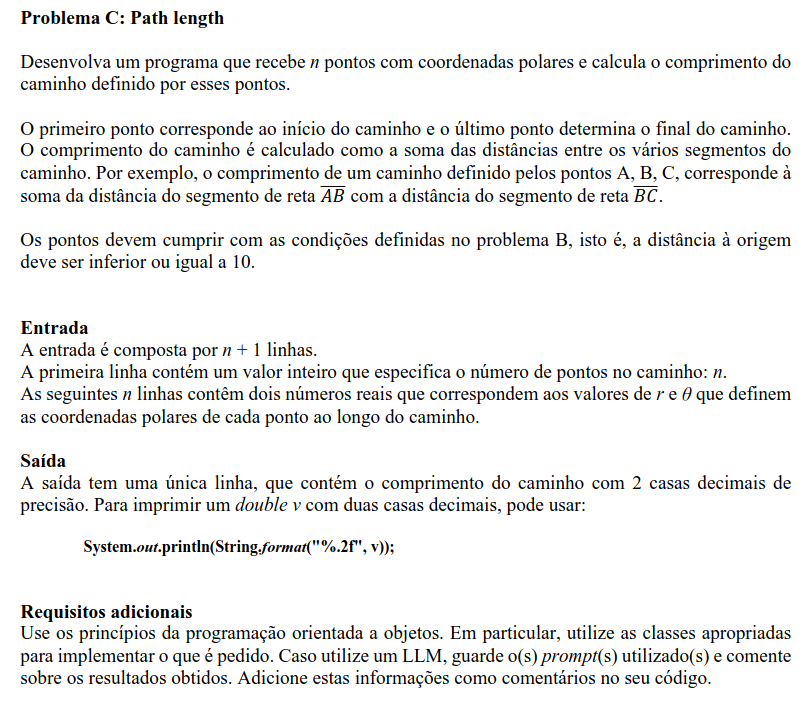 Problema C: Path length
Desenvolva um programa que recebe n pontos com coordenadas polares e calcula o comprimento do
caminho definido por esses pontos.
O primeiro ponto corresponde ao início do caminho e o último ponto determina o final do caminho.
O comprimento do caminho é calculado como a soma das distâncias entre os vários segmentos do
caminho. Por exemplo, o comprimento de um caminho definido pelos pontos A, B, C, corresponde à
soma da distância do segmento de reta A̅B̅ com a distância do segmento de reta B̅C̅.
Os pontos devem cumprir com as condições definidas no problema B, isto é, a distância à origem
deve ser inferior ou igual a 10.
Entrada
A entrada é composta por n + 1 linhas.
A primeira linha contém um valor inteiro que especifica o número de pontos no caminho: n.
As seguintes n linhas contêm dois números reais que correspondem aos valores de r e θ que definem
as coordenadas polares de cada ponto ao longo do caminho.
Saída
A saída tem uma única linha, que contém o comprimento do caminho com 2 casas decimais de
precisão. Para imprimir um double v com duas casas decimais, pode usar:
System.out.println(String.format("%.2f", v));
Requisitos adicionais
Use os princípios da programação orientada a objetos. Em particular, utilize as classes apropriadas
para implementar o que é pedido. Caso utilize um LLM, guarde o(s) prompt(s) utilizado(s) e comente
sobre os resultados obtidos. Adicione estas informações como comentários no seu código.